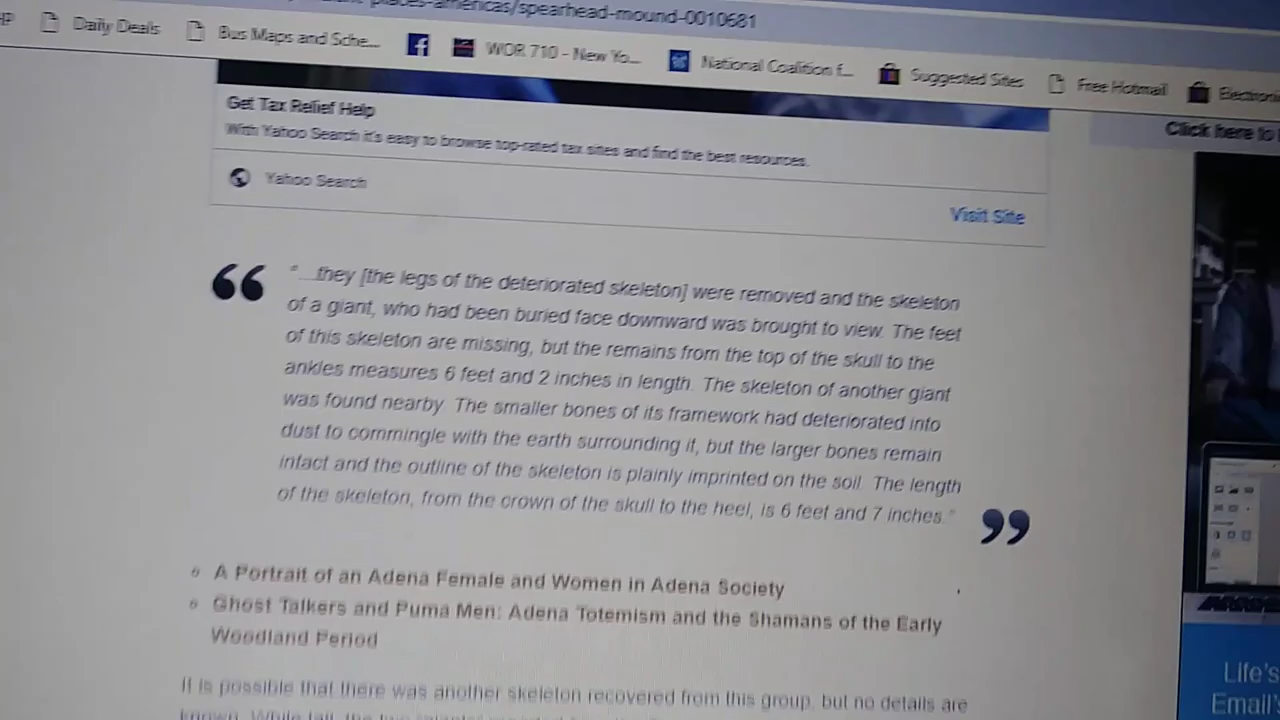 places-americas/spearhead-mound-0010681
Daily Deals Bus Maps and Sche... WOR 710 - New Yo... National Coalition f... Suggested Sites Free Hotmail Electroni
Get Tax Relief Help
With Yahoo Search it's easy to browse top-rated tax sites and find the best resources.
Click here to
Yahoo Search
Visit Site
“ "...they [the legs of the deteriorated skeleton] were removed and the skeleton
of a giant, who had been buried face downward was brought to view. The feet
of this skeleton are missing, but the remains from the top of the skull to the
ankles measures 6 feet and 2 inches in length. The skeleton of another giant
was found nearby. The smaller bones of its framework had deteriorated into
dust to commingle with the earth surrounding it, but the larger bones remain
intact and the outline of the skeleton is plainly imprinted on the soil. The length
of the skeleton, from the crown of the skull to the heel, is 6 feet and 7 inches." ”
A Portrait of an Adena Female and Women in Adena Society
Ghost Talkers and Puma Men: Adena Totemism and the Shamans of the Early
Woodland Period
It is possible that there was another skeleton recovered from this group, but no details are
known. While tall, the two
Life's
Email'